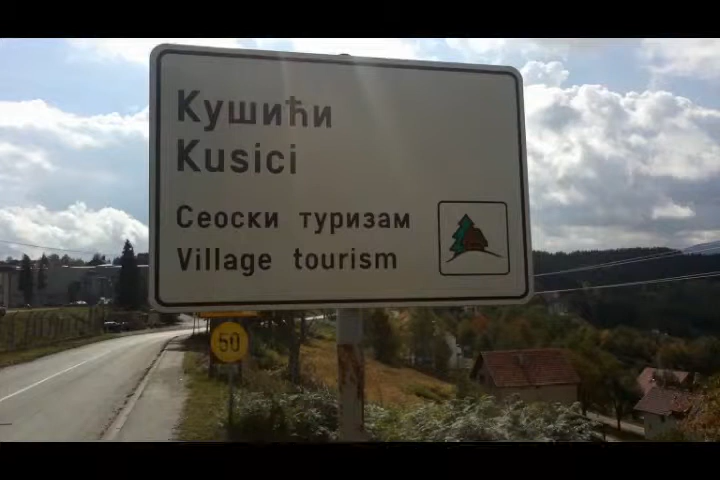 Кушићи
Kusici
Сеоски туризам
Village tourism
50